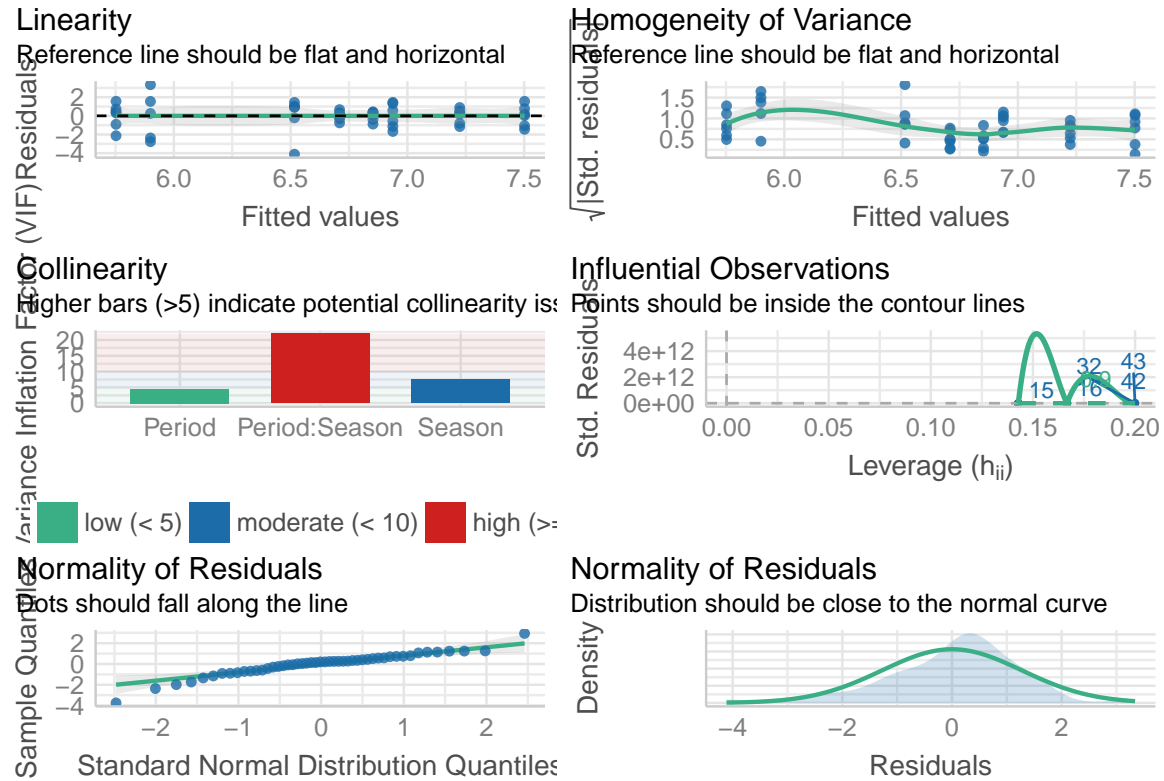 Linearity
Reference line should be flat and horizontal
Residuals
2
0
−2
−4
6.0 6.5 7.0 7.5
Fitted values
Homogeneity of Variance
Reference line should be flat and horizontal
√|Std. residuals|
1.5
1.0
0.5
6.0 6.5 7.0 7.5
Fitted values
Collinearity
Higher bars (>5) indicate potential collinearity iss
Variance Inflation Factor (VIF)
20
15
10
5
0
Period Period:Season Season
low (< 5) moderate (< 10) high (>=
Influential Observations
Points should be inside the contour lines
Std. Residuals
4e+12
2e+12
0e+00
15 32 16 43 42
0.00 0.05 0.10 0.15 0.20
Leverage (hii)
Normality of Residuals
Dots should fall along the line
Sample Quantiles
2
0
−2
−4
−2 −1 0 1 2
Standard Normal Distribution Quantiles
Normality of Residuals
Distribution should be close to the normal curve
Density
−4 −2 0 2
Residuals